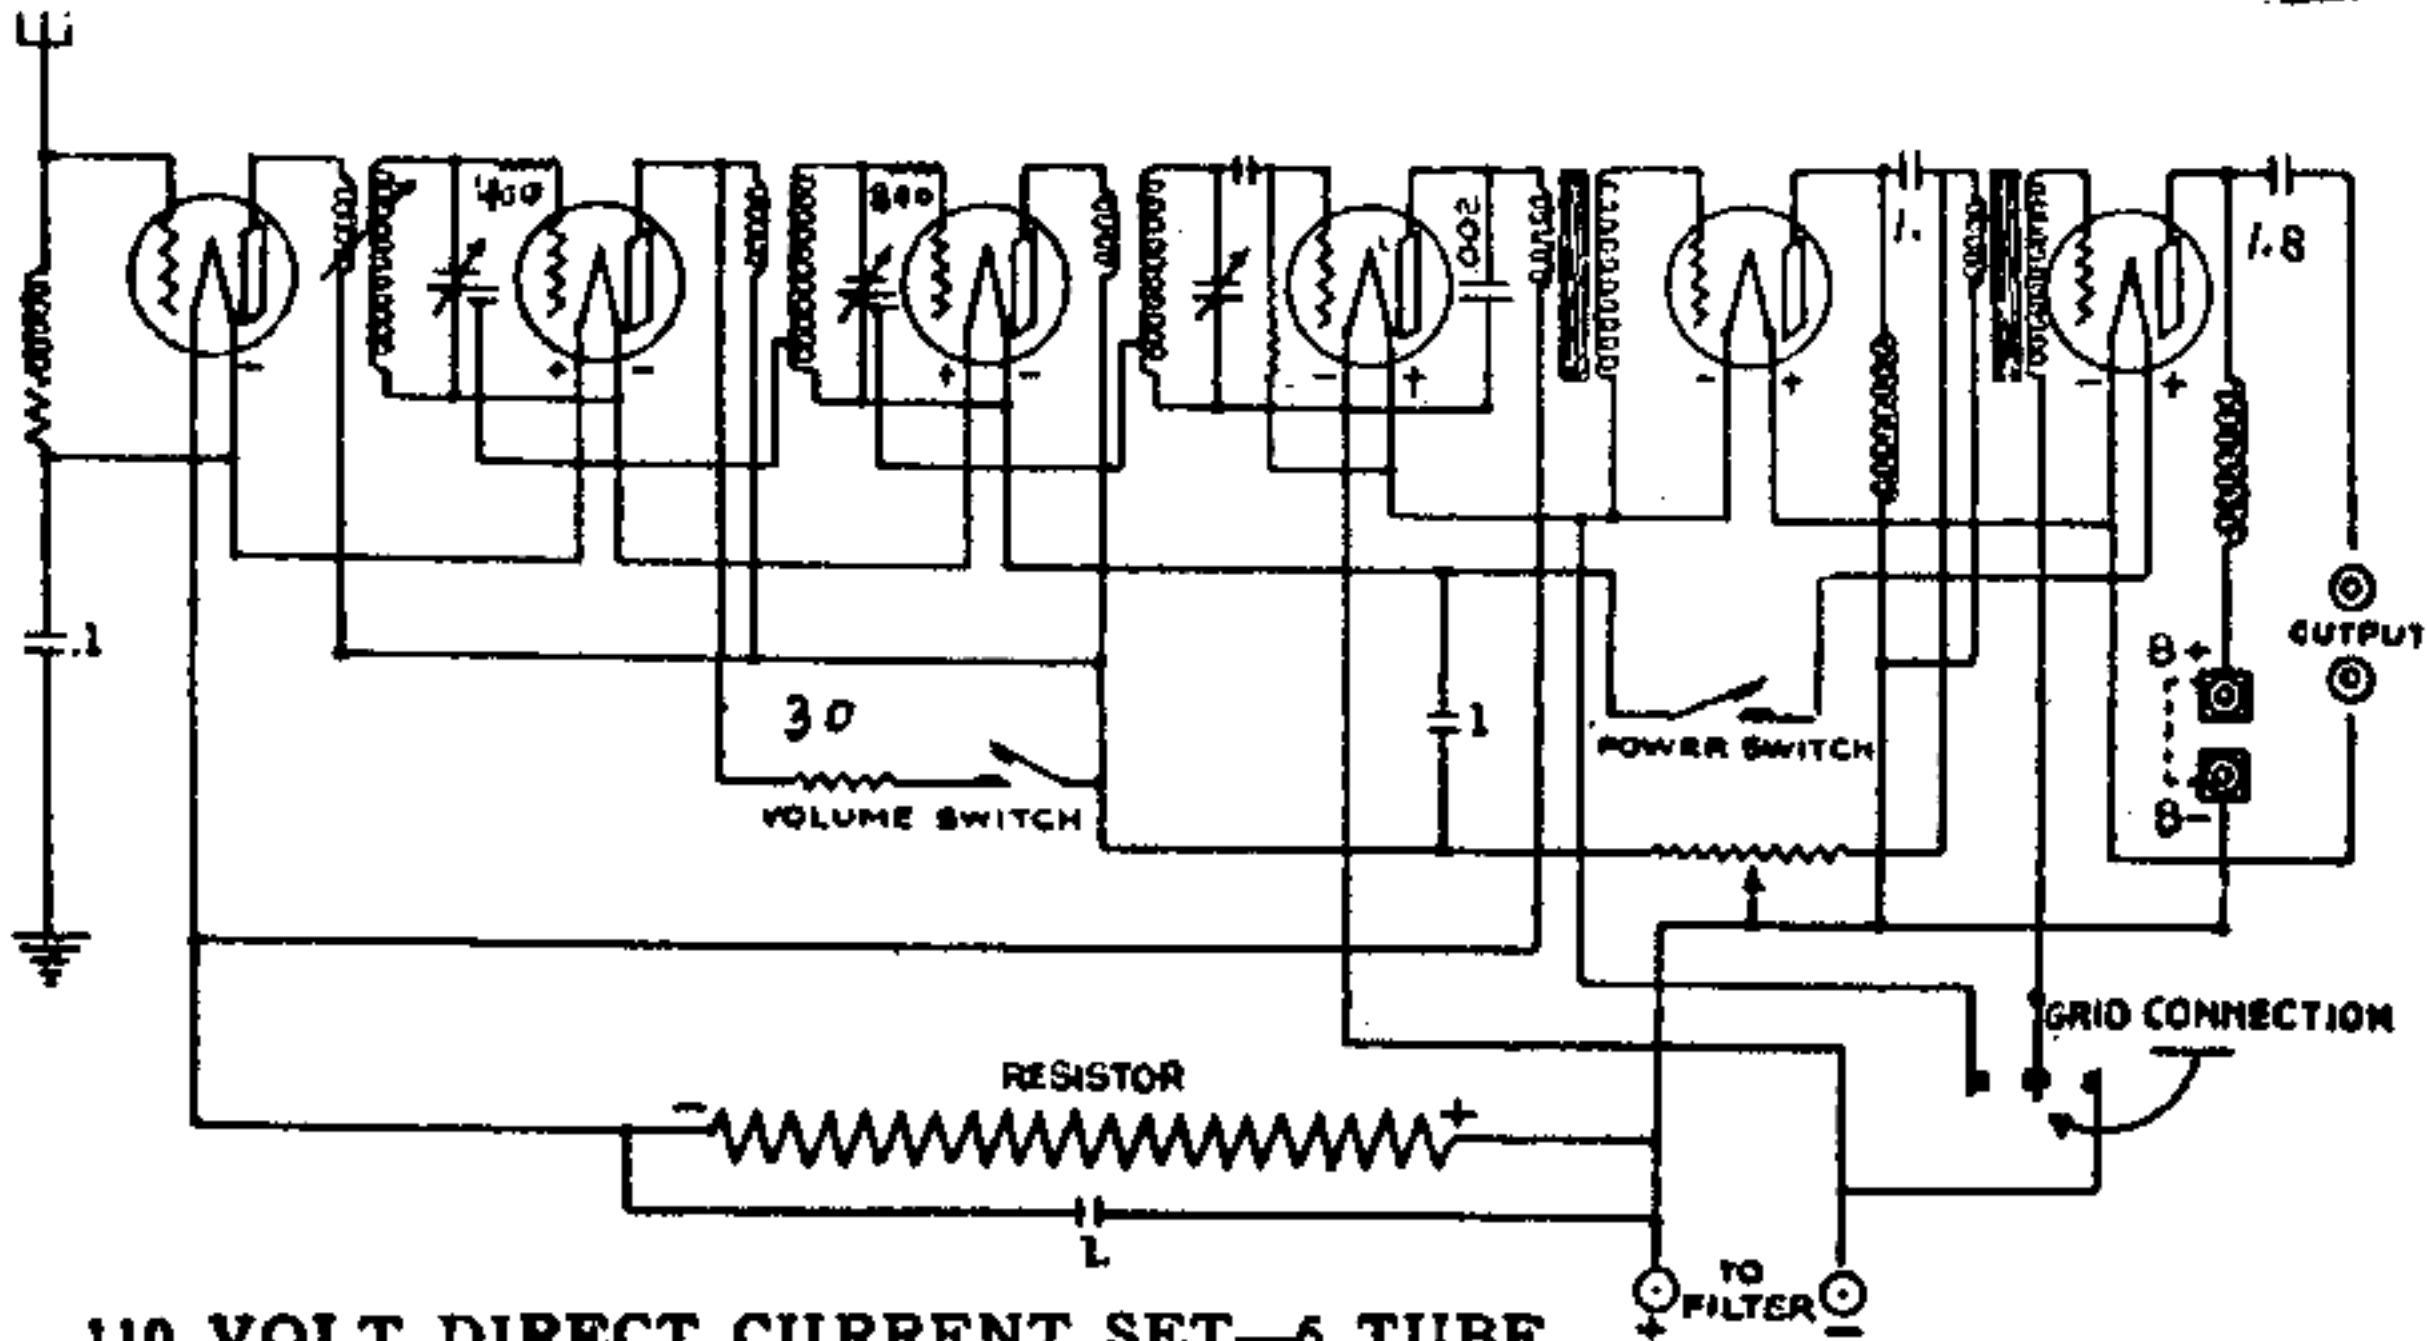 400
800
.002
1.
1.8
+ -
+ -
- +
- +
- +
.1
30
VOLUME SWITCH
1
POWER SWITCH
B+
OUTPUT
B-
GRID CONNECTION
RESISTOR
- +
1.
TO
FILTER
+ -
110 VOLT DIRECT CURRENT SET—6 TUBE